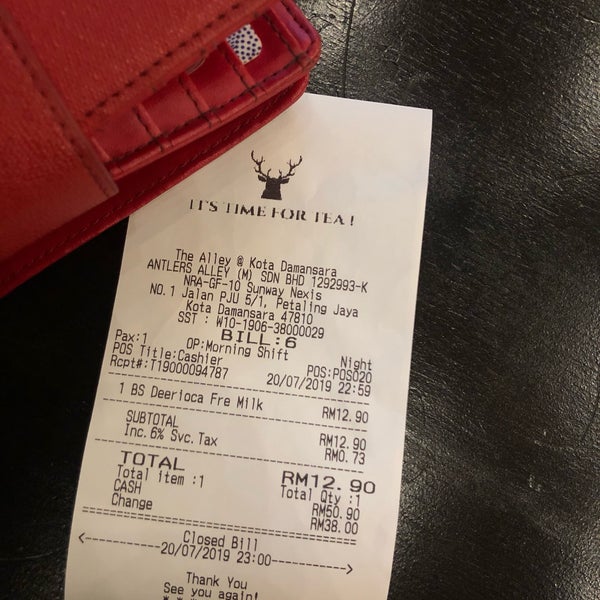 IT'S TIME FOR TEA!
The Alley @ Kota Damansara
ANTLERS ALLEY (M) SDN BHD 1292993-K
NRA-GF-10 Sunway Nexis
NO.1 Jalan PJU 5/1, Petaling Jaya
Kota Damansara 47810
SST : W10-1906-38000029
BILL:6
Pax:1 OP:Morning Shift Night
POS Title:Cashier POS:POS020
Rcpt#:T19000094787 20/07/2019 22:59
1 BS Deerioca Fre Milk RM12.90
SUBTOTAL RM12.90
Inc.6% Svc.Tax RM0.73
TOTAL RM12.90
Total item :1 Total Qty :1
CASH RM50.90
Change RM38.00
Closed Bill
20/07/2019 23:00
Thank You
See you again!